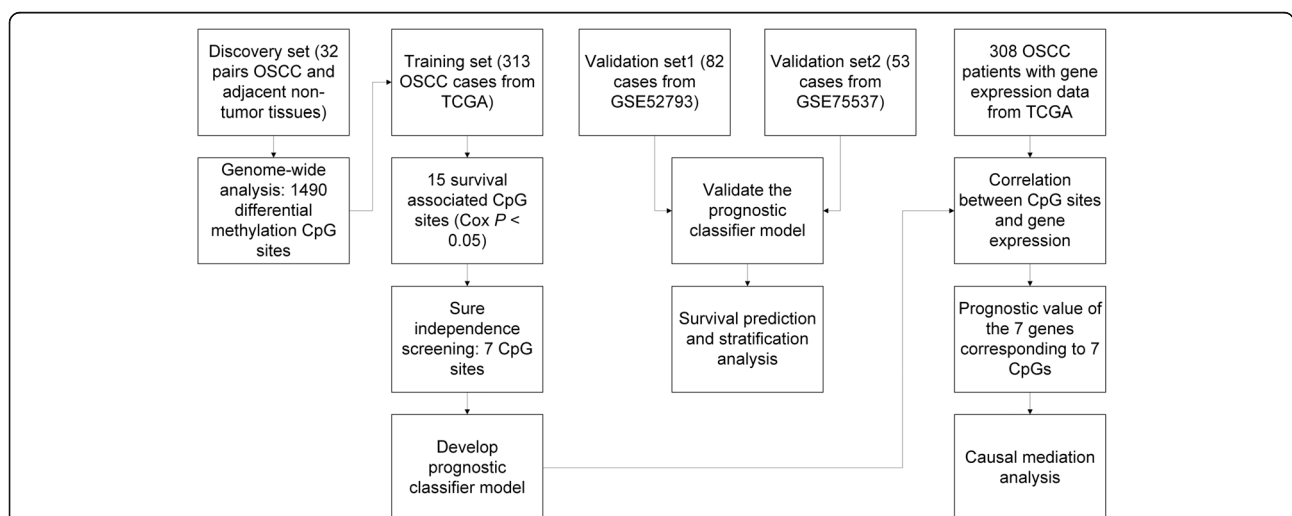 Discovery set (32
pairs OSCC and
adjacent non-
tumor tissues)
Genome-wide
analysis: 1490
differential
methylation CpG
sites
Training set (313
OSCC cases from
TCGA)
15 survival
associated CpG
sites (Cox P <
0.05)
Sure
independence
screening: 7 CpG
sites
Develop
prognostic
classifier model
Validation set1 (82
cases from
GSE52793)
Validation set2 (53
cases from
GSE75537)
Validate the
prognostic
classifier model
Survival prediction
and stratification
analysis
308 OSCC
patients with gene
expression data
from TCGA
Correlation
between CpG sites
and gene
expression
Prognostic value of
the 7 genes
corresponding to 7
CpGs
Causal mediation
analysis